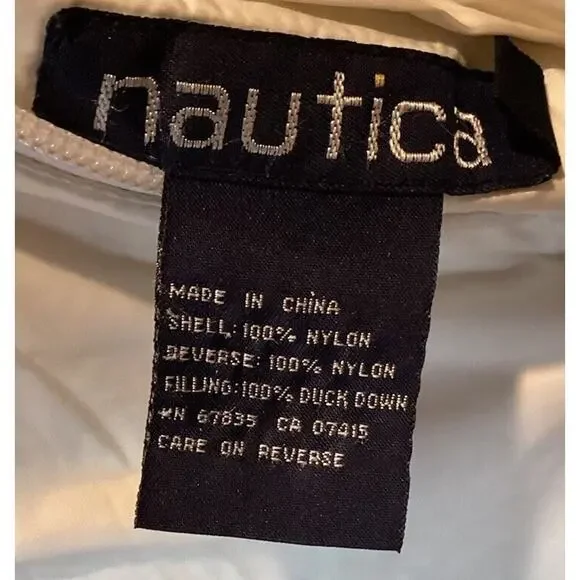 nautica
MADE IN CHINA
SHELL: 100% NYLON
REVERSE: 100% NYLON
FILLING: 100% DUCK DOWN
RN 67835 CA 07415
CARE ON REVERSE